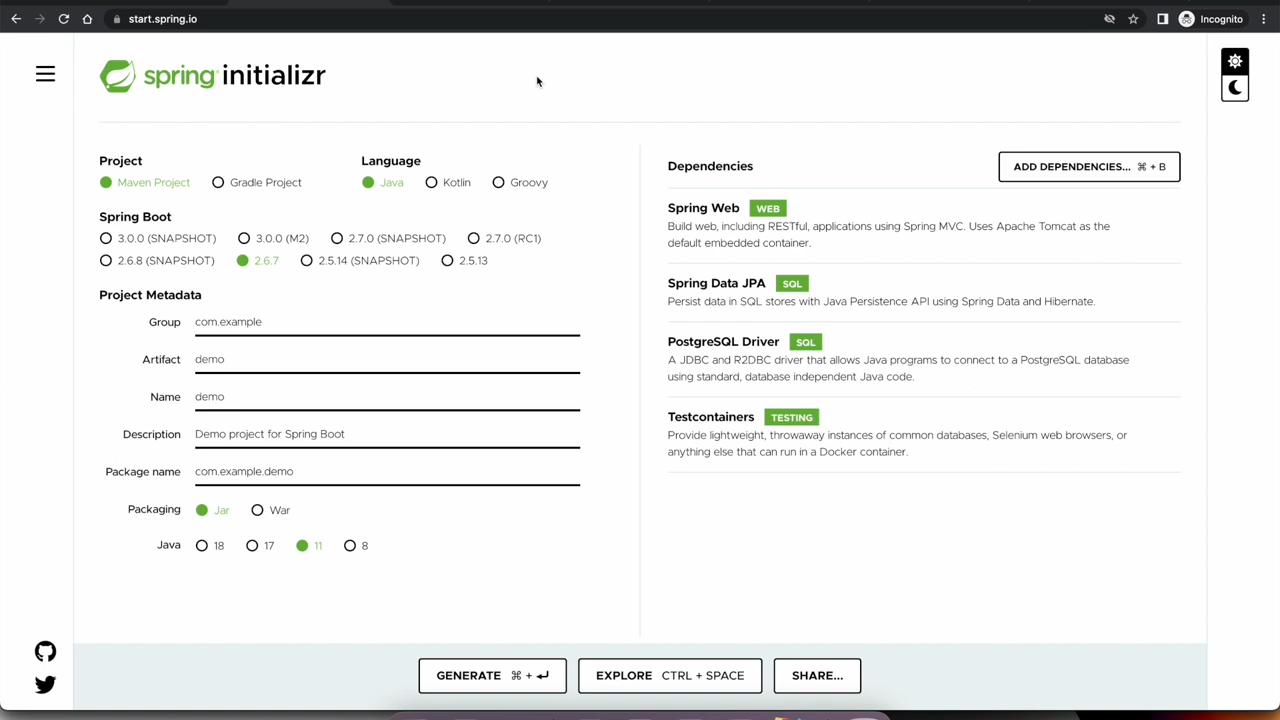 start.spring.io
Incognito
spring initializr
Project
Maven Project
Gradle Project
Language
Java
Kotlin
Groovy
Spring Boot
3.0.0 (SNAPSHOT)
3.0.0 (M2)
2.7.0 (SNAPSHOT)
2.7.0 (RC1)
2.6.8 (SNAPSHOT)
2.6.7
2.5.14 (SNAPSHOT)
2.5.13
Project Metadata
Group com.example
Artifact demo
Name demo
Description Demo project for Spring Boot
Package name com.example.demo
Packaging Jar War
Java 18 17 11 8
Dependencies
ADD DEPENDENCIES... ⌘ + B
Spring Web WEB
Build web, including RESTful, applications using Spring MVC. Uses Apache Tomcat as the
default embedded container.
Spring Data JPA SQL
Persist data in SQL stores with Java Persistence API using Spring Data and Hibernate.
PostgreSQL Driver SQL
A JDBC and R2DBC driver that allows Java programs to connect to a PostgreSQL database
using standard, database independent Java code.
Testcontainers TESTING
Provide lightweight, throwaway instances of common databases, Selenium web browsers, or
anything else that can run in a Docker container.
GENERATE ⌘ + ↵
EXPLORE CTRL + SPACE
SHARE...